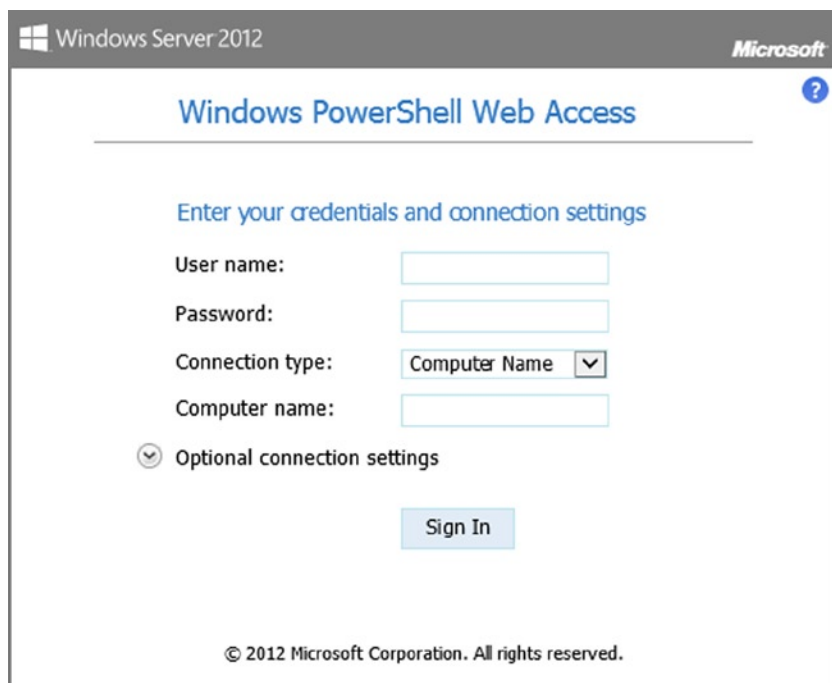 Windows Server 2012
Microsoft
?
Windows PowerShell Web Access
Enter your credentials and connection settings
User name:
Password:
Connection type: Computer Name
Computer name:
Optional connection settings
Sign In
© 2012 Microsoft Corporation. All rights reserved.